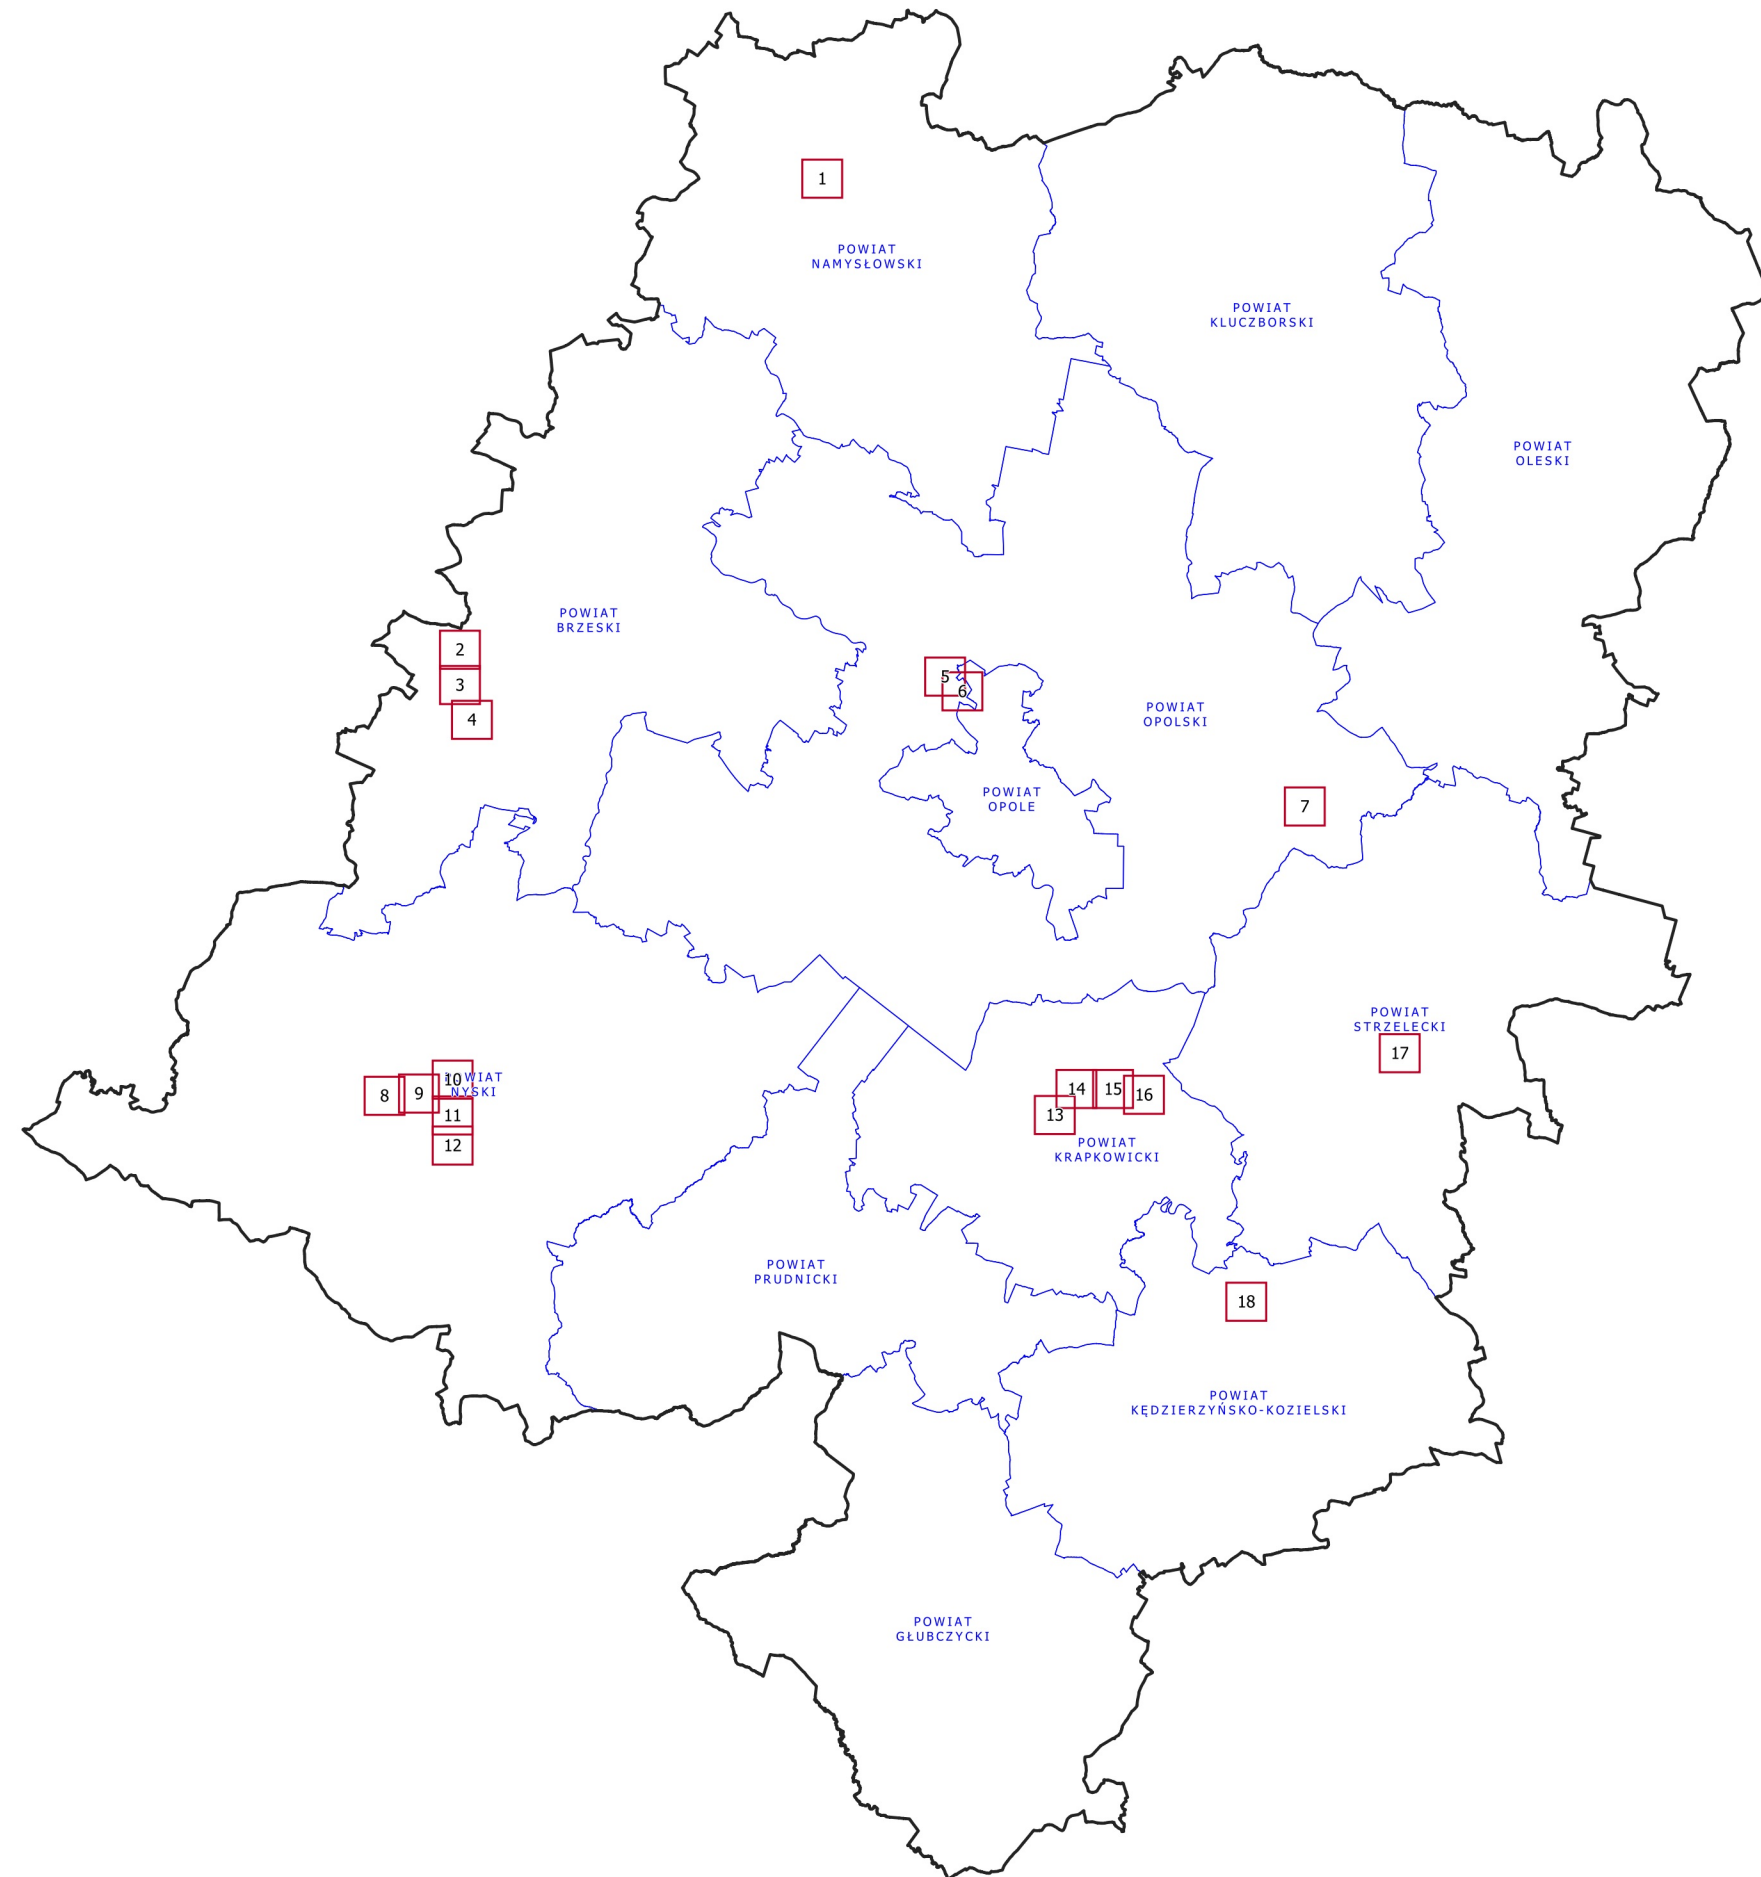 1
POWIAT
NAMYSŁOWSKI
POWIAT
KLUCZBORSKI
POWIAT
OLESKI
POWIAT
BRZESKI
2
3
4
5
6
POWIAT
OPOLSKI
POWIAT
OPOLE
7
POWIAT
STRZELECKI
17
8
9
10
POWIAT
NYSKI
11
12
14
15
16
13
POWIAT
KRAPKOWICKI
POWIAT
PRUDNICKI
18
POWIAT
KĘDZIERZYŃSKO-KOZIELSKI
POWIAT
GŁUBCZYCKI